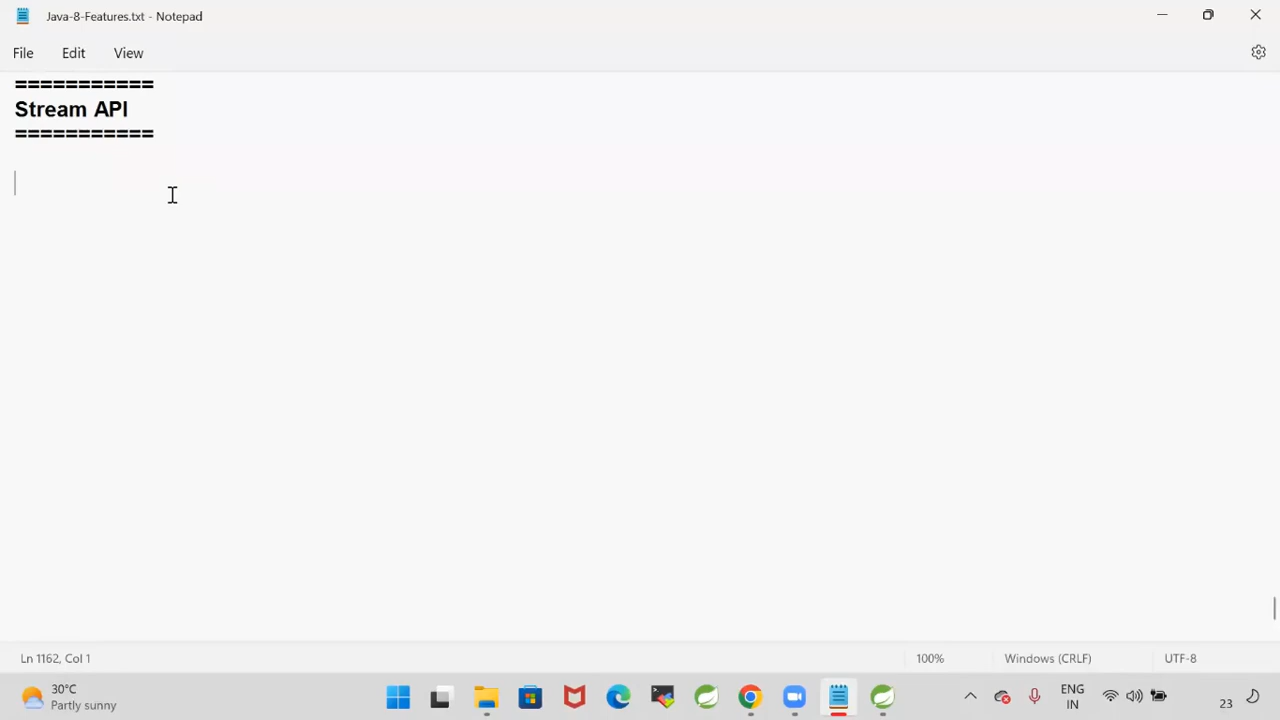 Java-8-Features.txt - Notepad
File Edit View
===========
Stream API
===========
Ln 1162, Col 1
100%
Windows (CRLF)
UTF-8
30°C
Partly sunny
ENG
IN
23